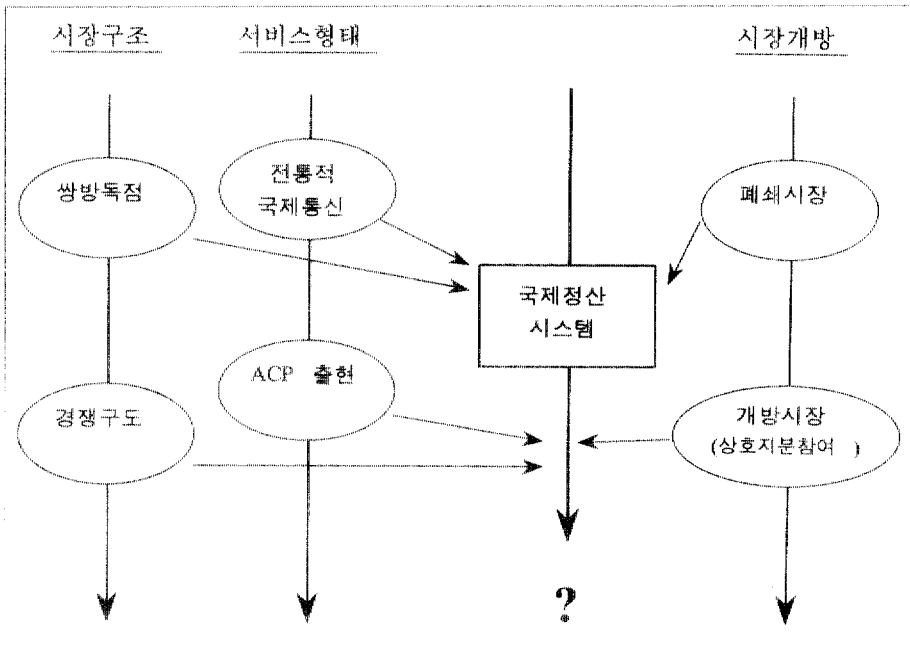 시장구조
서비스형태
시장개방
쌍방독점
전통적
국제통신
폐쇄시장
국제정산
시스템
ACP 출현
경쟁구도
개방시장
(상호지분참여 )
?